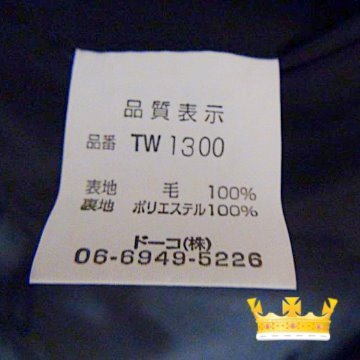 品質表示
品番 TW 1300
表地 毛 100%
裏地 ポリエステル100%
ドーコ(株)
06-6949-5226